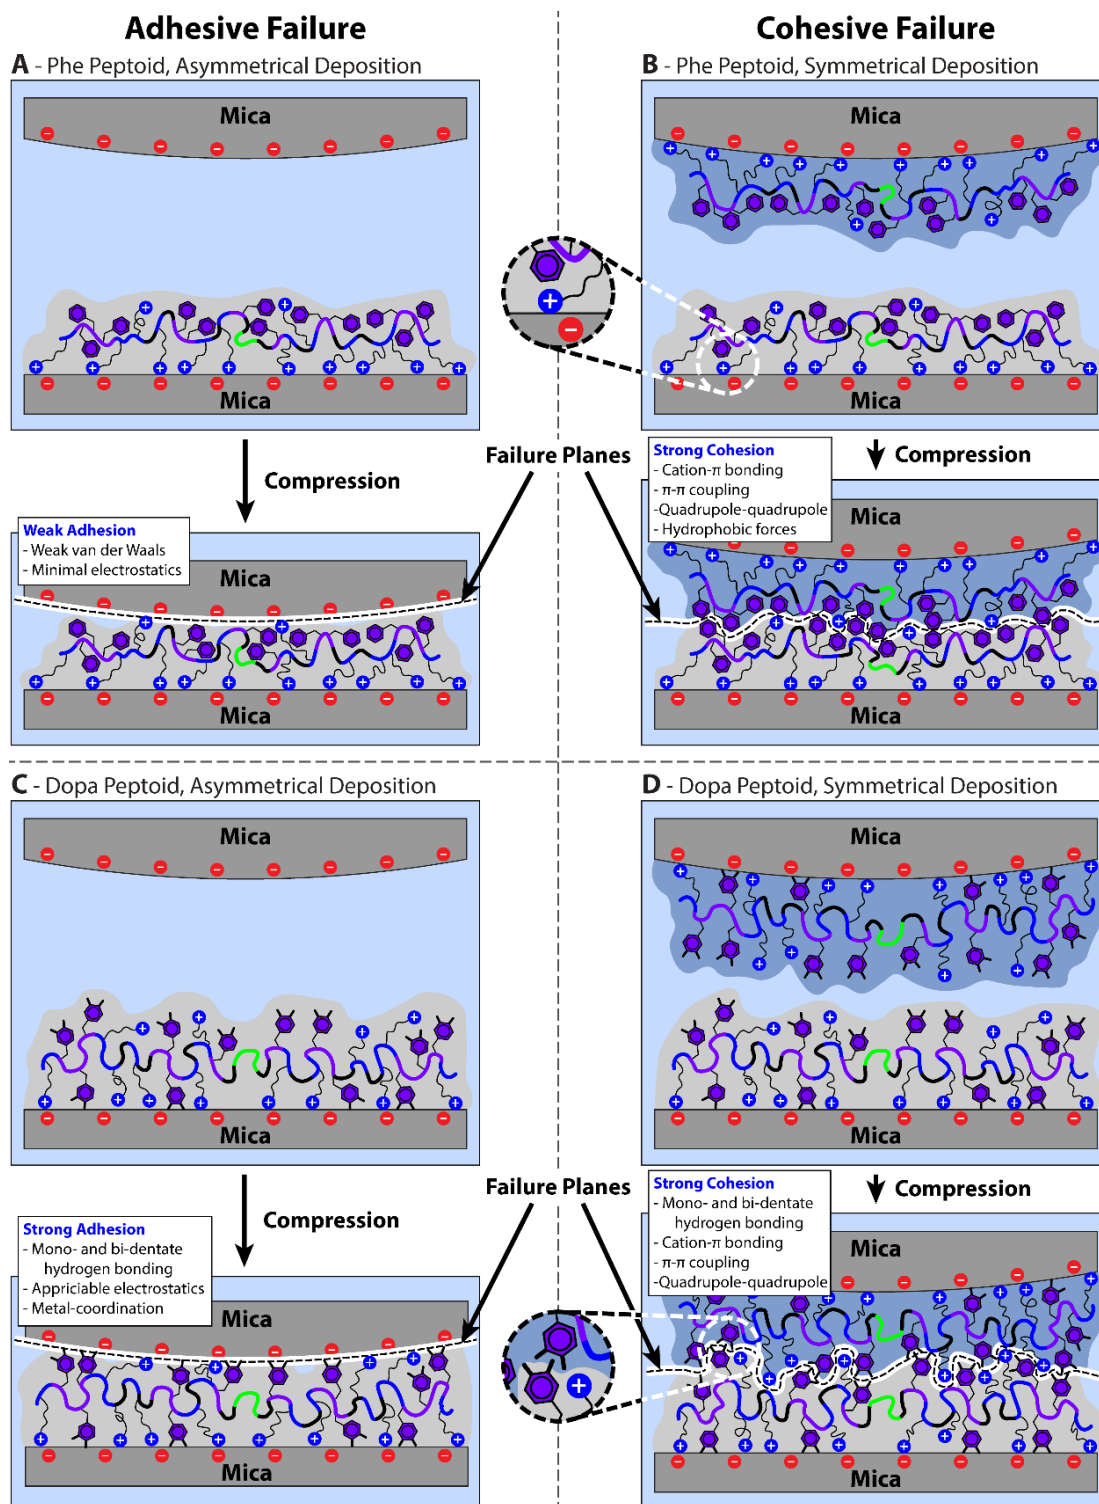 Adhesive Failure
Cohesive Failure
A - Phe Peptoid, Asymmetrical Deposition
B - Phe Peptoid, Symmetrical Deposition
Mica
Mica
Mica
Mica
Compression
Failure Planes
Compression
Weak Adhesion
- Weak van der Waals
- Minimal electrostatics
Strong Cohesion
- Cation-π bonding
- π-π coupling
-Quadrupole-quadrupole
- Hydrophobic forces
Mica
Mica
Mica
Mica
C - Dopa Peptoid, Asymmetrical Deposition
D - Dopa Peptoid, Symmetrical Deposition
Mica
Mica
Mica
Mica
Compression
Failure Planes
Compression
Strong Adhesion
- Mono- and bi-dentate
hydrogen bonding
- Appriciable electrostatics
- Metal-coordination
Strong Cohesion
- Mono- and bi-dentate
hydrogen bonding
- Cation-π bonding
- π-π coupling
-Quadrupole-quadrupole
Mica
Mica
Mica
Mica